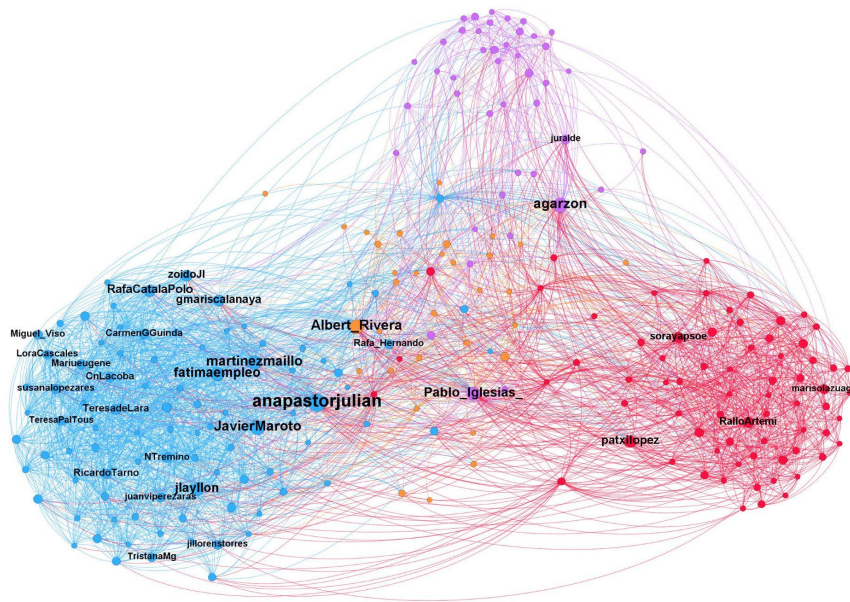 juralde
agarzon
zoidoJI
RafaCatalaPolo
gmariscalanaya
Albert_Rivera
Miguel_Viso
CarmenGGuinda
sorayapsoe
Rafa_Hernando
LoraCascales
Mariueugene
martinezmaillo
fatimaempleo
CnLacoba
susanalopezares
marisolazuag
Pablo_Iglesias_
anapastorjulian
TeresadeLara
TeresaPalTous
RalloArtemi
JavierMaroto
patxilopez
NTremino
RicardoTarno
jlayllon
juanviperezaras
jillorenstorres
TristanaMg